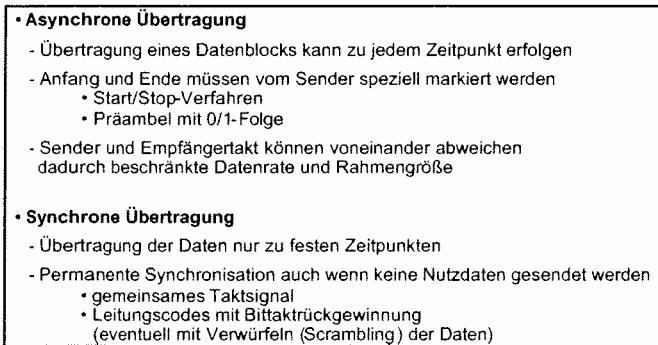 • Asynchrone Übertragung
- Übertragung eines Datenblocks kann zu jedem Zeitpunkt erfolgen
- Anfang und Ende müssen vom Sender speziell markiert werden
• Start/Stop-Verfahren
• Präambel mit 0/1-Folge
- Sender und Empfängertakt können voneinander abweichen
dadurch beschränkte Datenrate und Rahmengröße
• Synchrone Übertragung
- Übertragung der Daten nur zu festen Zeitpunkten
- Permanente Synchronisation auch wenn keine Nutzdaten gesendet werden
• gemeinsames Taktsignal
• Leitungscodes mit Bittaktrückgewinnung
(eventuell mit Verwürfeln (Scrambling) der Daten)